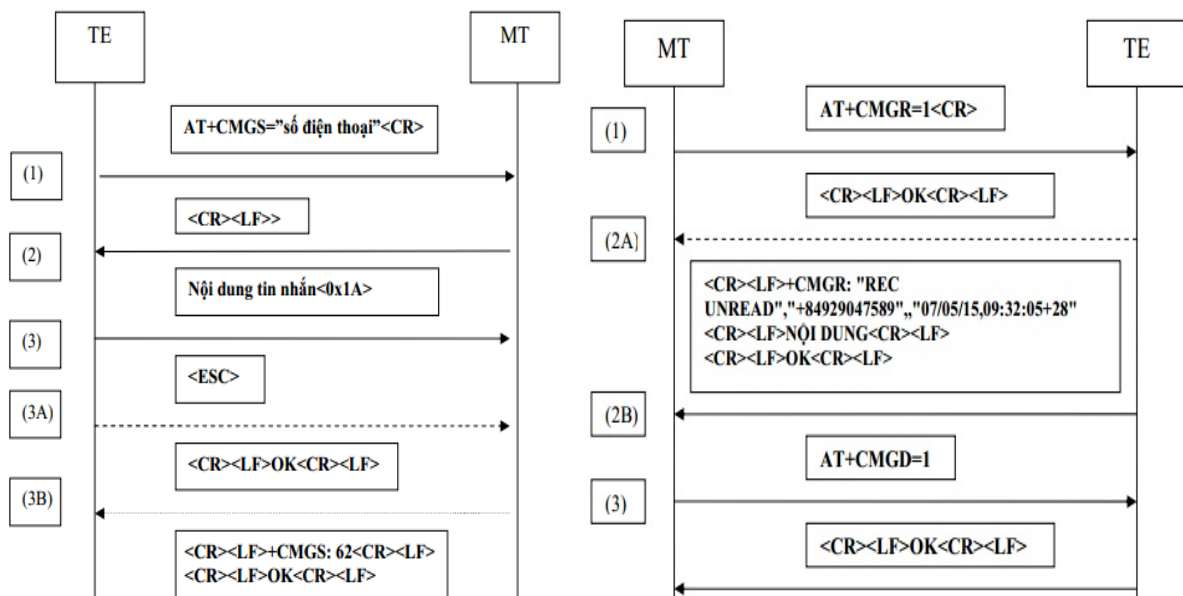 TE
MT
AT+CMGS=”số điện thoại”<CR>
(1)
<CR><LF>>
(2)
Nội dung tin nhắn<0x1A>
(3)
<ESC>
(3A)
<CR><LF>OK<CR><LF>
(3B)
<CR><LF>+CMGS: 62<CR><LF>
<CR><LF>OK<CR><LF>
MT
TE
AT+CMGR=1<CR>
(1)
<CR><LF>OK<CR><LF>
(2A)
<CR><LF>+CMGR: "REC
UNREAD","+84929047589",,"07/05/15,09:32:05+28"
<CR><LF>NỘI DUNG<CR><LF>
<CR><LF>OK<CR><LF>
(2B)
AT+CMGD=1
(3)
<CR><LF>OK<CR><LF>